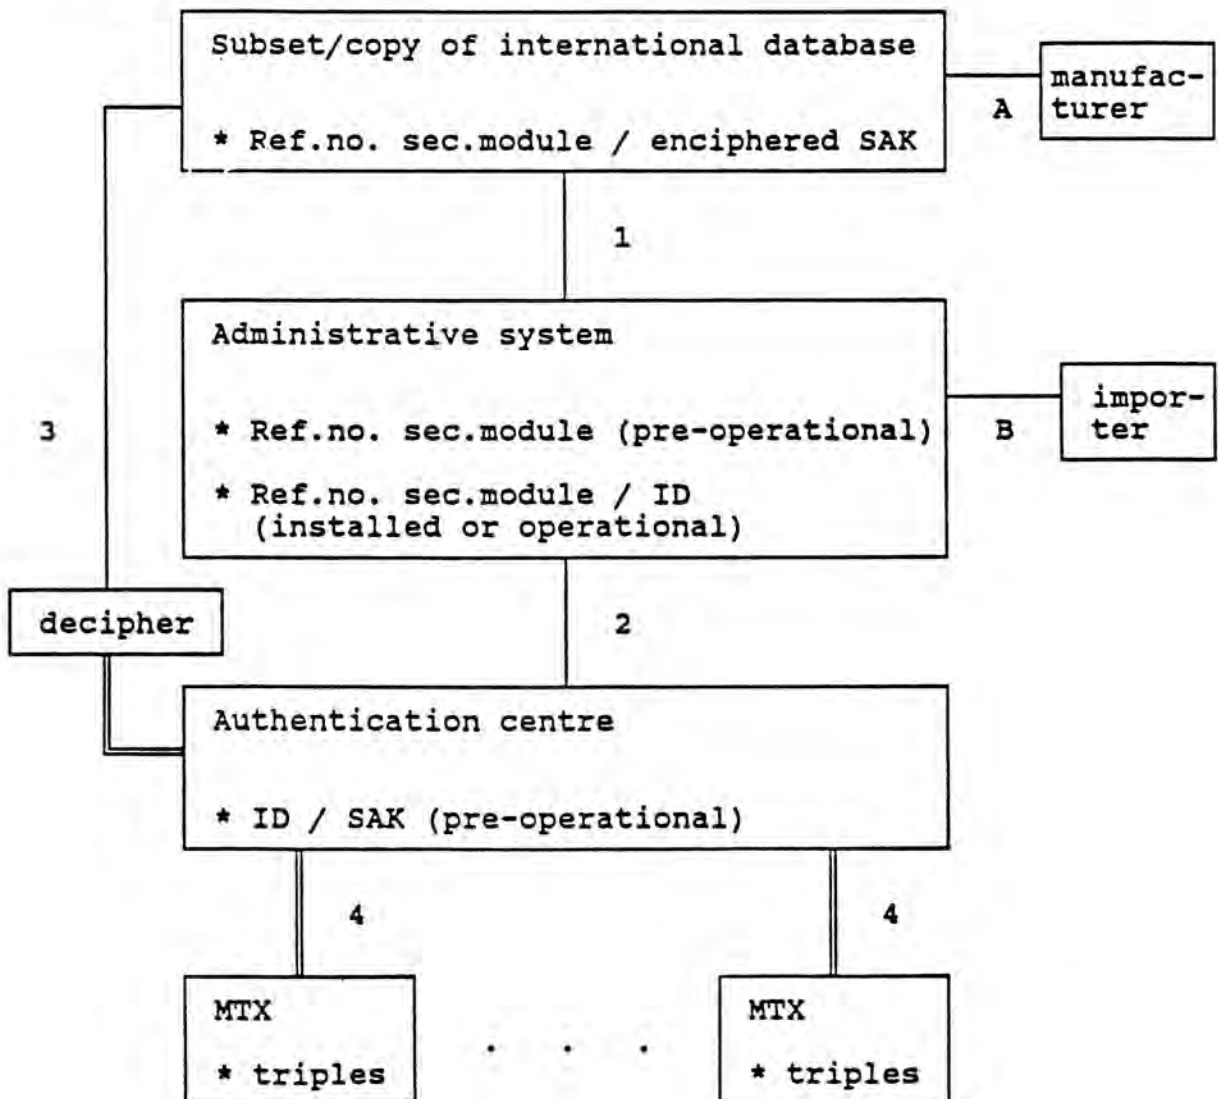 Subset/copy of international database
* Ref.no. sec.module / enciphered SAK
A
manufac-
turer
1
Administrative system
* Ref.no. sec.module (pre-operational)
* Ref.no. sec.module / ID
(installed or operational)
B
impor-
ter
3
decipher
2
Authentication centre
* ID / SAK (pre-operational)
4
4
MTX
* triples
. . .
MTX
* triples